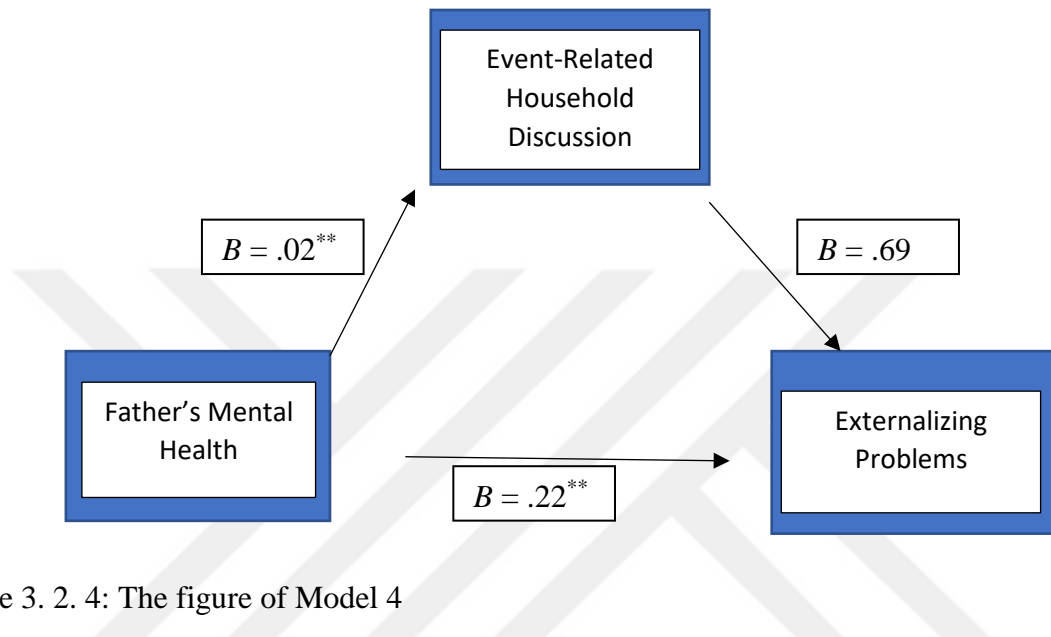 Event-Related
Household
Discussion
B = .02**
B = .69
Father’s Mental
Health
Externalizing
Problems
B = .22**
e 3. 2. 4: The figure of Model 4